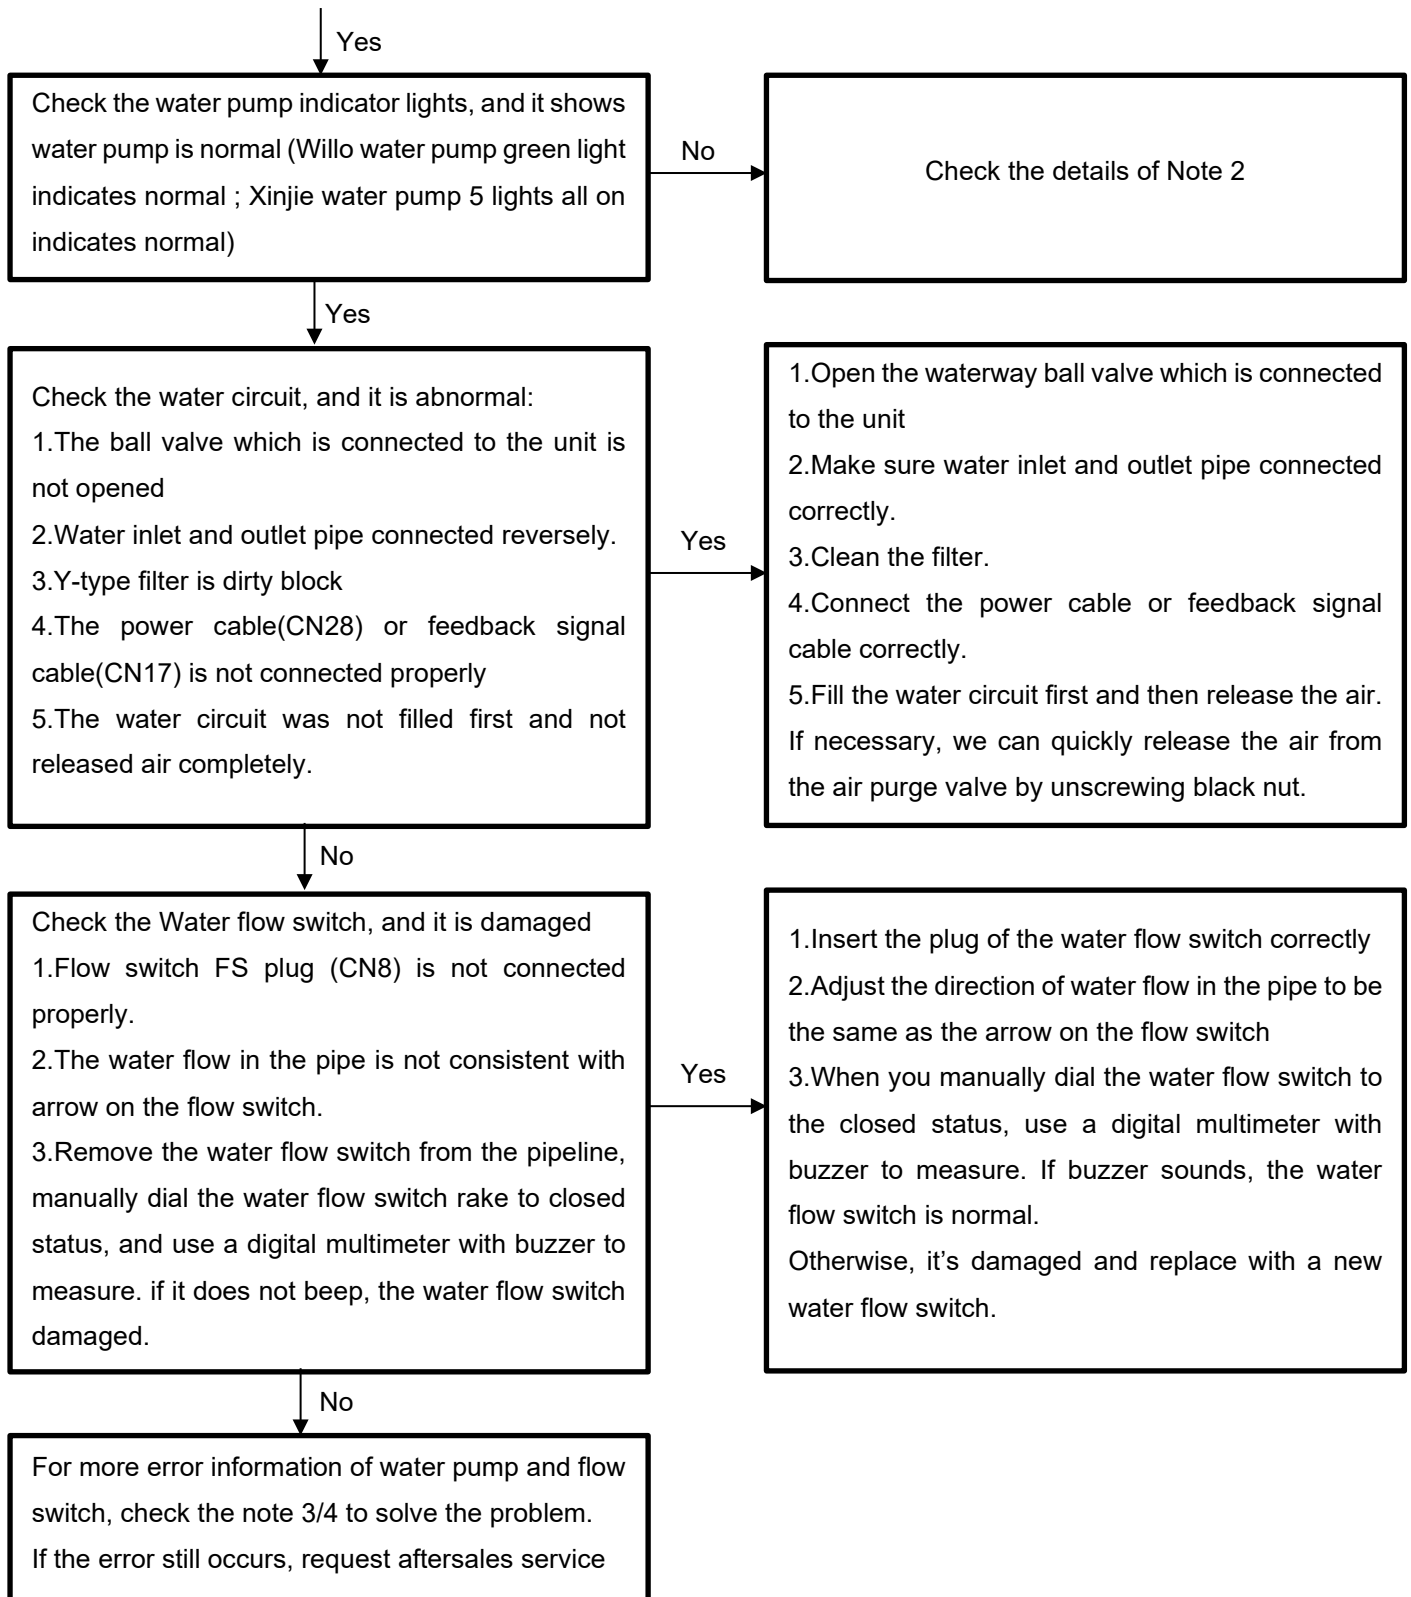 Yes
Check the water pump indicator lights, and it shows
water pump is normal (Willo water pump green light
indicates normal ; Xinjie water pump 5 lights all on
indicates normal)
No
Check the details of Note 2
Yes
Check the water circuit, and it is abnormal:
1.The ball valve which is connected to the unit is
not opened
2.Water inlet and outlet pipe connected reversely.
3.Y-type filter is dirty block
4.The power cable(CN28) or feedback signal
cable(CN17) is not connected properly
5.The water circuit was not filled first and not
released air completely.
Yes
1.Open the waterway ball valve which is connected
to the unit
2.Make sure water inlet and outlet pipe connected
correctly.
3.Clean the filter.
4.Connect the power cable or feedback signal
cable correctly.
5.Fill the water circuit first and then release the air.
If necessary, we can quickly release the air from
the air purge valve by unscrewing black nut.
No
Check the Water flow switch, and it is damaged
1.Flow switch FS plug (CN8) is not connected
properly.
2.The water flow in the pipe is not consistent with
arrow on the flow switch.
3.Remove the water flow switch from the pipeline,
manually dial the water flow switch rake to closed
status, and use a digital multimeter with buzzer to
measure. if it does not beep, the water flow switch
damaged.
Yes
1.Insert the plug of the water flow switch correctly
2.Adjust the direction of water flow in the pipe to be
the same as the arrow on the flow switch
3.When you manually dial the water flow switch to
the closed status, use a digital multimeter with
buzzer to measure. If buzzer sounds, the water
flow switch is normal.
Otherwise, it’s damaged and replace with a new
water flow switch.
No
For more error information of water pump and flow
switch, check the note 3/4 to solve the problem.
If the error still occurs, request aftersales service